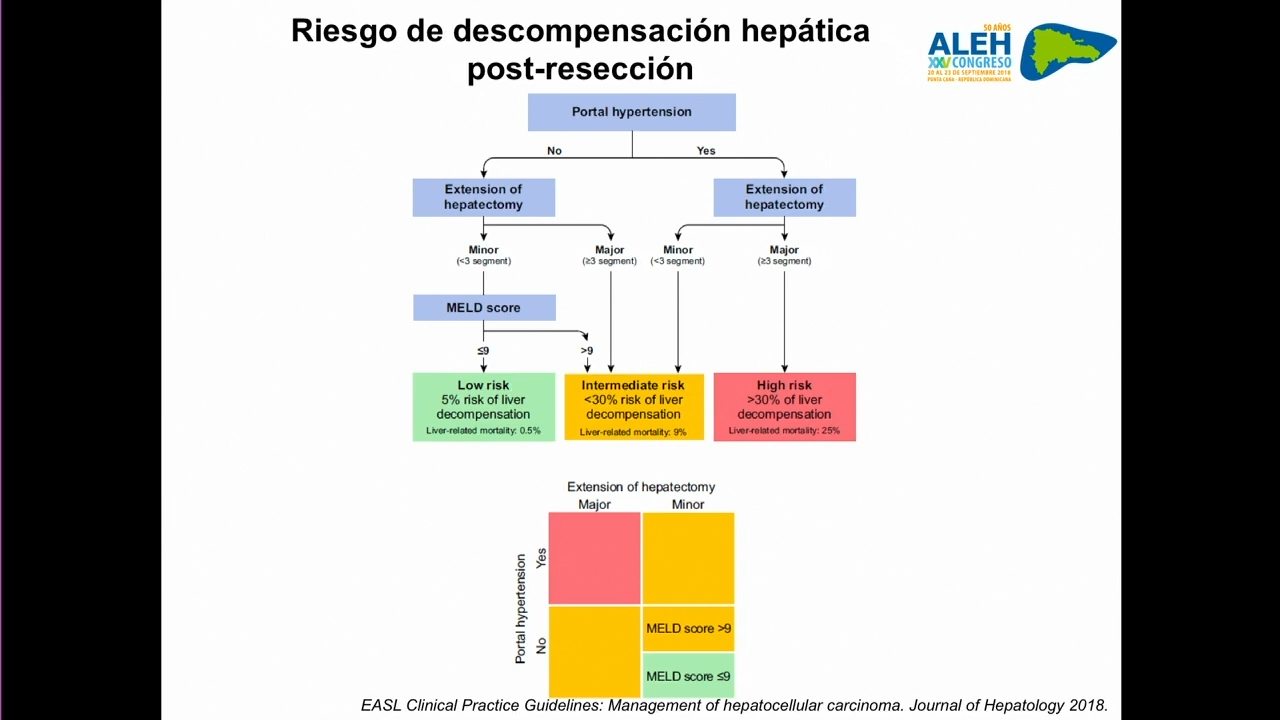 Riesgo de descompensación hepática
post-resección
50 AÑOS
ALEH
XXV CONGRESO
20 AL 23 DE SEPTIEMBRE 2018
PUNTA CANA - REPÚBLICA DOMINICANA
Portal hypertension
No
Yes
Extension of
hepatectomy
Extension of
hepatectomy
Minor
(<3 segment)
Major
(≥3 segment)
Minor
(<3 segment)
Major
(≥3 segment)
MELD score
≤9
>9
Low risk
5% risk of liver
decompensation
Liver-related mortality: 0.5%
Intermediate risk
<30% risk of liver
decompensation
Liver-related mortality: 9%
High risk
>30% of liver
decompensation
Liver-related mortality: 25%
Extension of hepatectomy
Major
Minor
Portal hypertension
Yes
No
MELD score >9
MELD score ≤9
EASL Clinical Practice Guidelines: Management of hepatocellular carcinoma. Journal of Hepatology 2018.